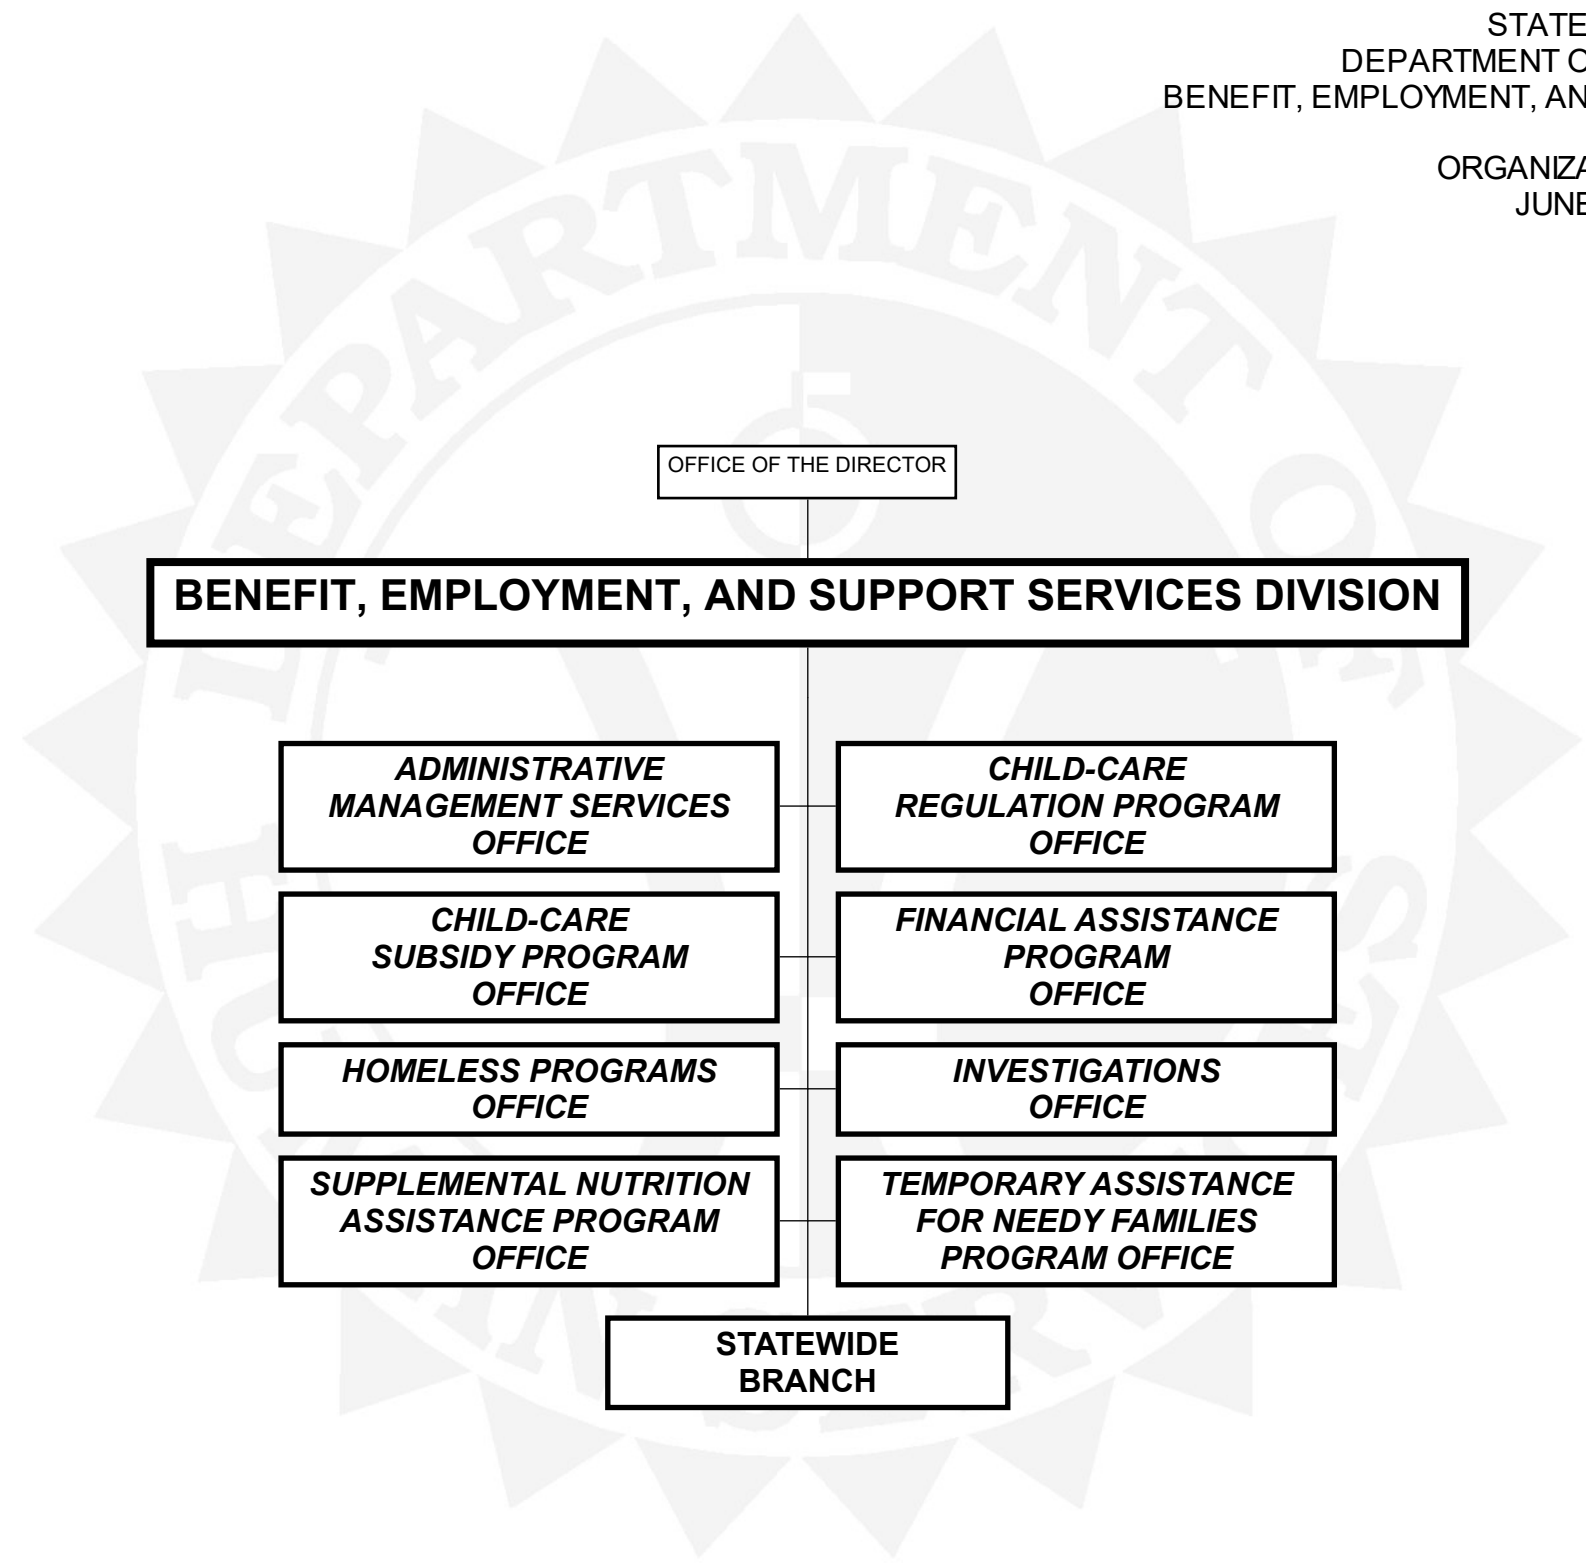 STATE
DEPARTMENT O
BENEFIT, EMPLOYMENT, AN
ORGANIZA
JUNE
OFFICE OF THE DIRECTOR
BENEFIT, EMPLOYMENT, AND SUPPORT SERVICES DIVISION
ADMINISTRATIVE
MANAGEMENT SERVICES
OFFICE
CHILD-CARE
REGULATION PROGRAM
OFFICE
CHILD-CARE
SUBSIDY PROGRAM
OFFICE
FINANCIAL ASSISTANCE
PROGRAM
OFFICE
HOMELESS PROGRAMS
OFFICE
INVESTIGATIONS
OFFICE
SUPPLEMENTAL NUTRITION
ASSISTANCE PROGRAM
OFFICE
TEMPORARY ASSISTANCE
FOR NEEDY FAMILIES
PROGRAM OFFICE
STATEWIDE
BRANCH
DEPARTMENT OF